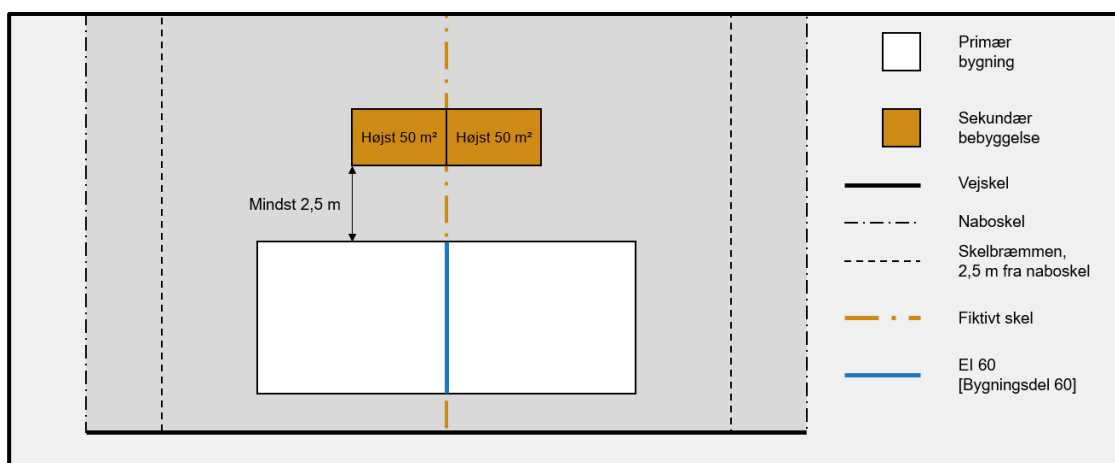 Højst 50 m²
Højst 50 m²
Mindst 2,5 m
Primær
bygning
Sekundær
bebyggelse
Vejskel
Naboskel
Skelbræmmen,
2,5 m fra naboskel
Fiktivt skel
EI 60
[Bygningsdel 60]